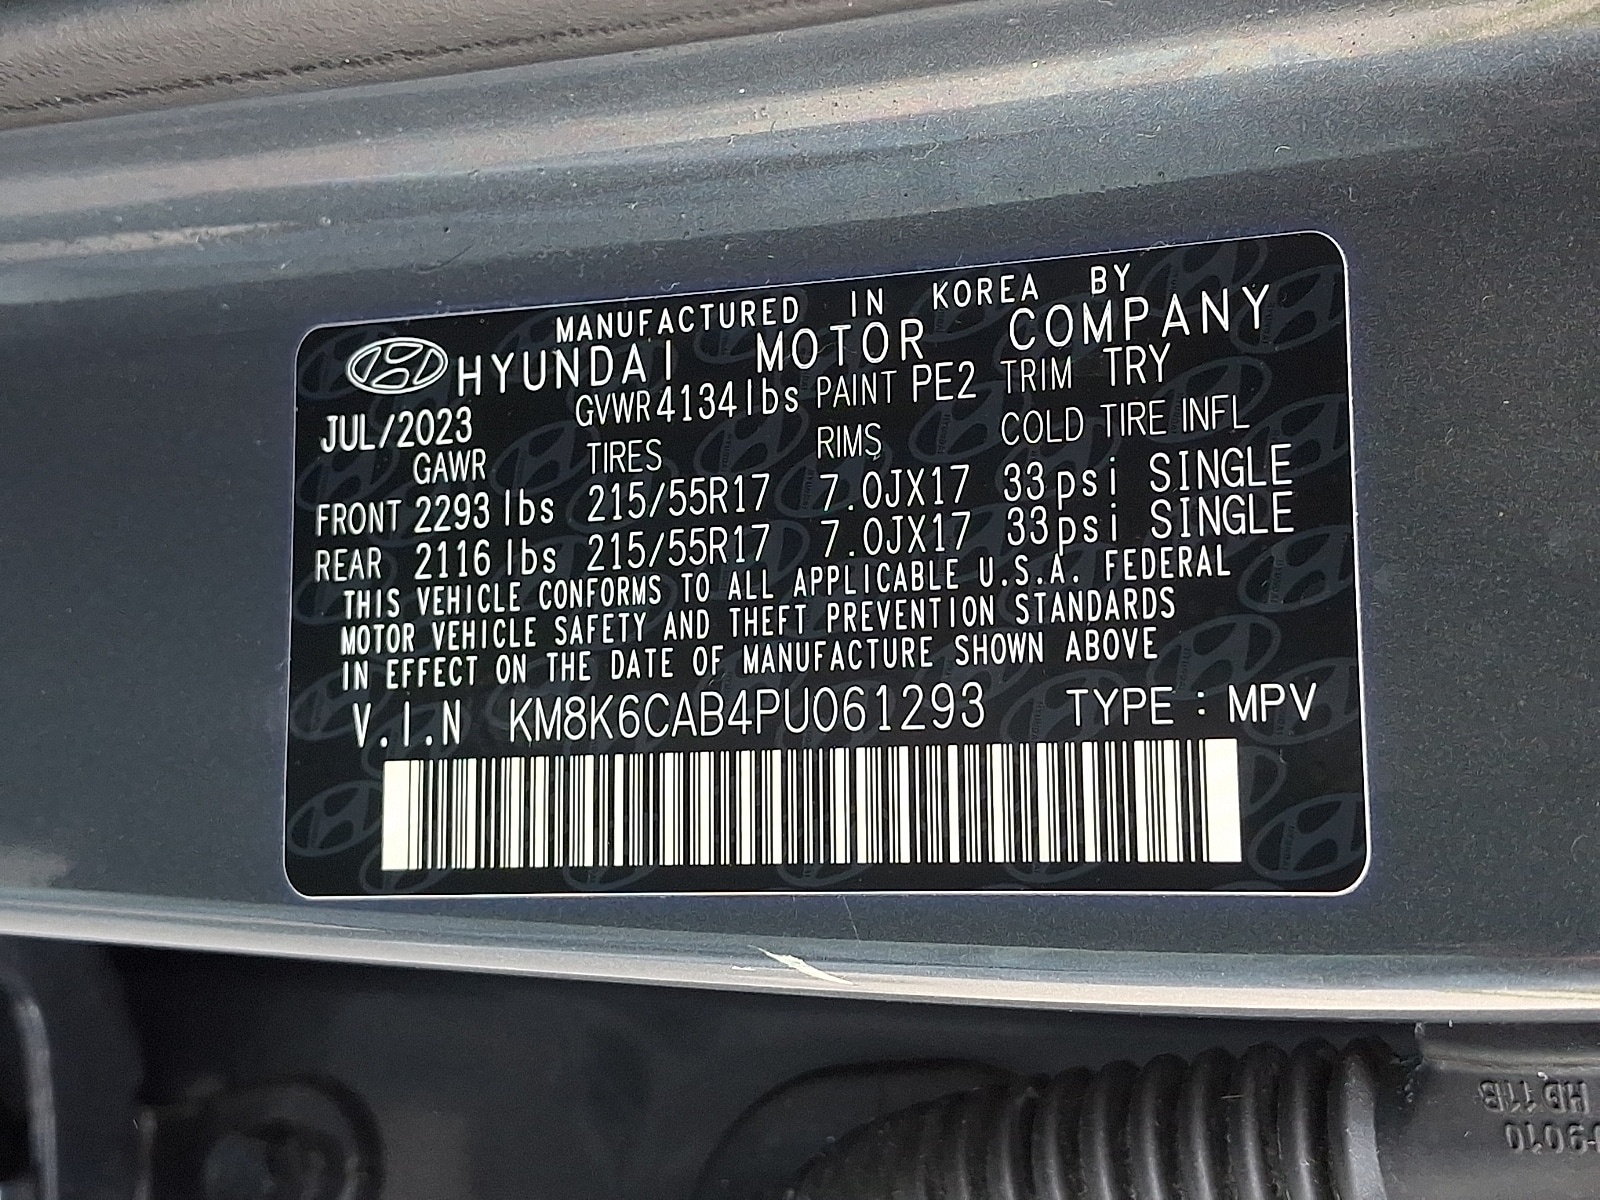 MANUFACTURED IN KOREA BY
HYUNDAI MOTOR COMPANY
JUL/2023 GVWR 4134 lbs PAINT PE2 TRIM TRY
GAWR TIRES RIMS COLD TIRE INFL
FRONT 2293 lbs 215/55R17 7.0JX17 33psi SINGLE
REAR 2116 lbs 215/55R17 7.0JX17 33psi SINGLE
THIS VEHICLE CONFORMS TO ALL APPLICABLE U.S.A. FEDERAL
MOTOR VEHICLE SAFETY AND THEFT PREVENTION STANDARDS
IN EFFECT ON THE DATE OF MANUFACTURE SHOWN ABOVE
V.I.N KM8K6CAB4PU061293 TYPE : MPV
HD 11B